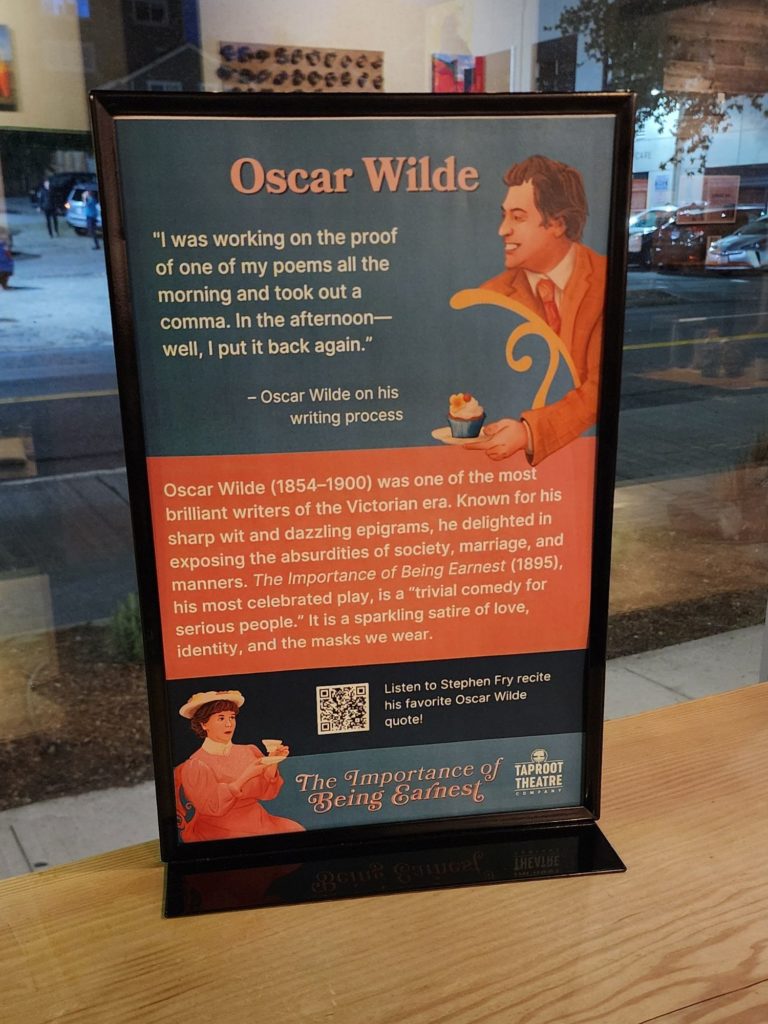 Oscar Wilde
"I was working on the proof
of one of my poems all the
morning and took out a
comma. In the afternoon—
well, I put it back again."
– Oscar Wilde on his
writing process
Oscar Wilde (1854–1900) was one of the most
brilliant writers of the Victorian era. Known for his
sharp wit and dazzling epigrams, he delighted in
exposing the absurdities of society, marriage, and
manners. The Importance of Being Earnest (1895),
his most celebrated play, is a "trivial comedy for
serious people." It is a sparkling satire of love,
identity, and the masks we wear.
Listen to Stephen Fry recite
his favorite Oscar Wilde
quote!
The Importance of
Being Earnest
TAPROOT
THEATRE
COMPANY